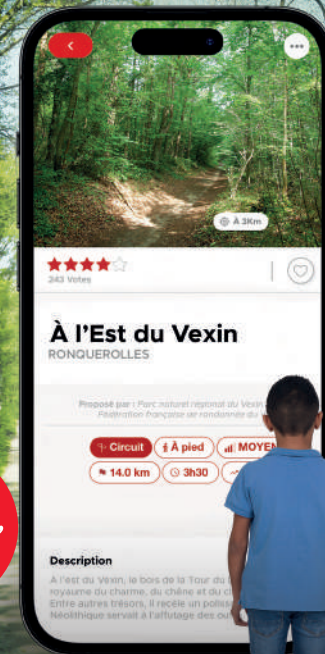 À 3Km
243 Votes
À l'Est du Vexin
RONQUEROLLES
Proposé par : Parc naturel régional du Vexin
Fédération française de randonnée du
Circuit À pied MOYEN
14.0 km 3h30
Description
À l'est du Vexin, le bois de la Tour du
royaume du charme, du chêne et du
Entre autres trésors, il recèle un
Néolithique servait à l'affutage des